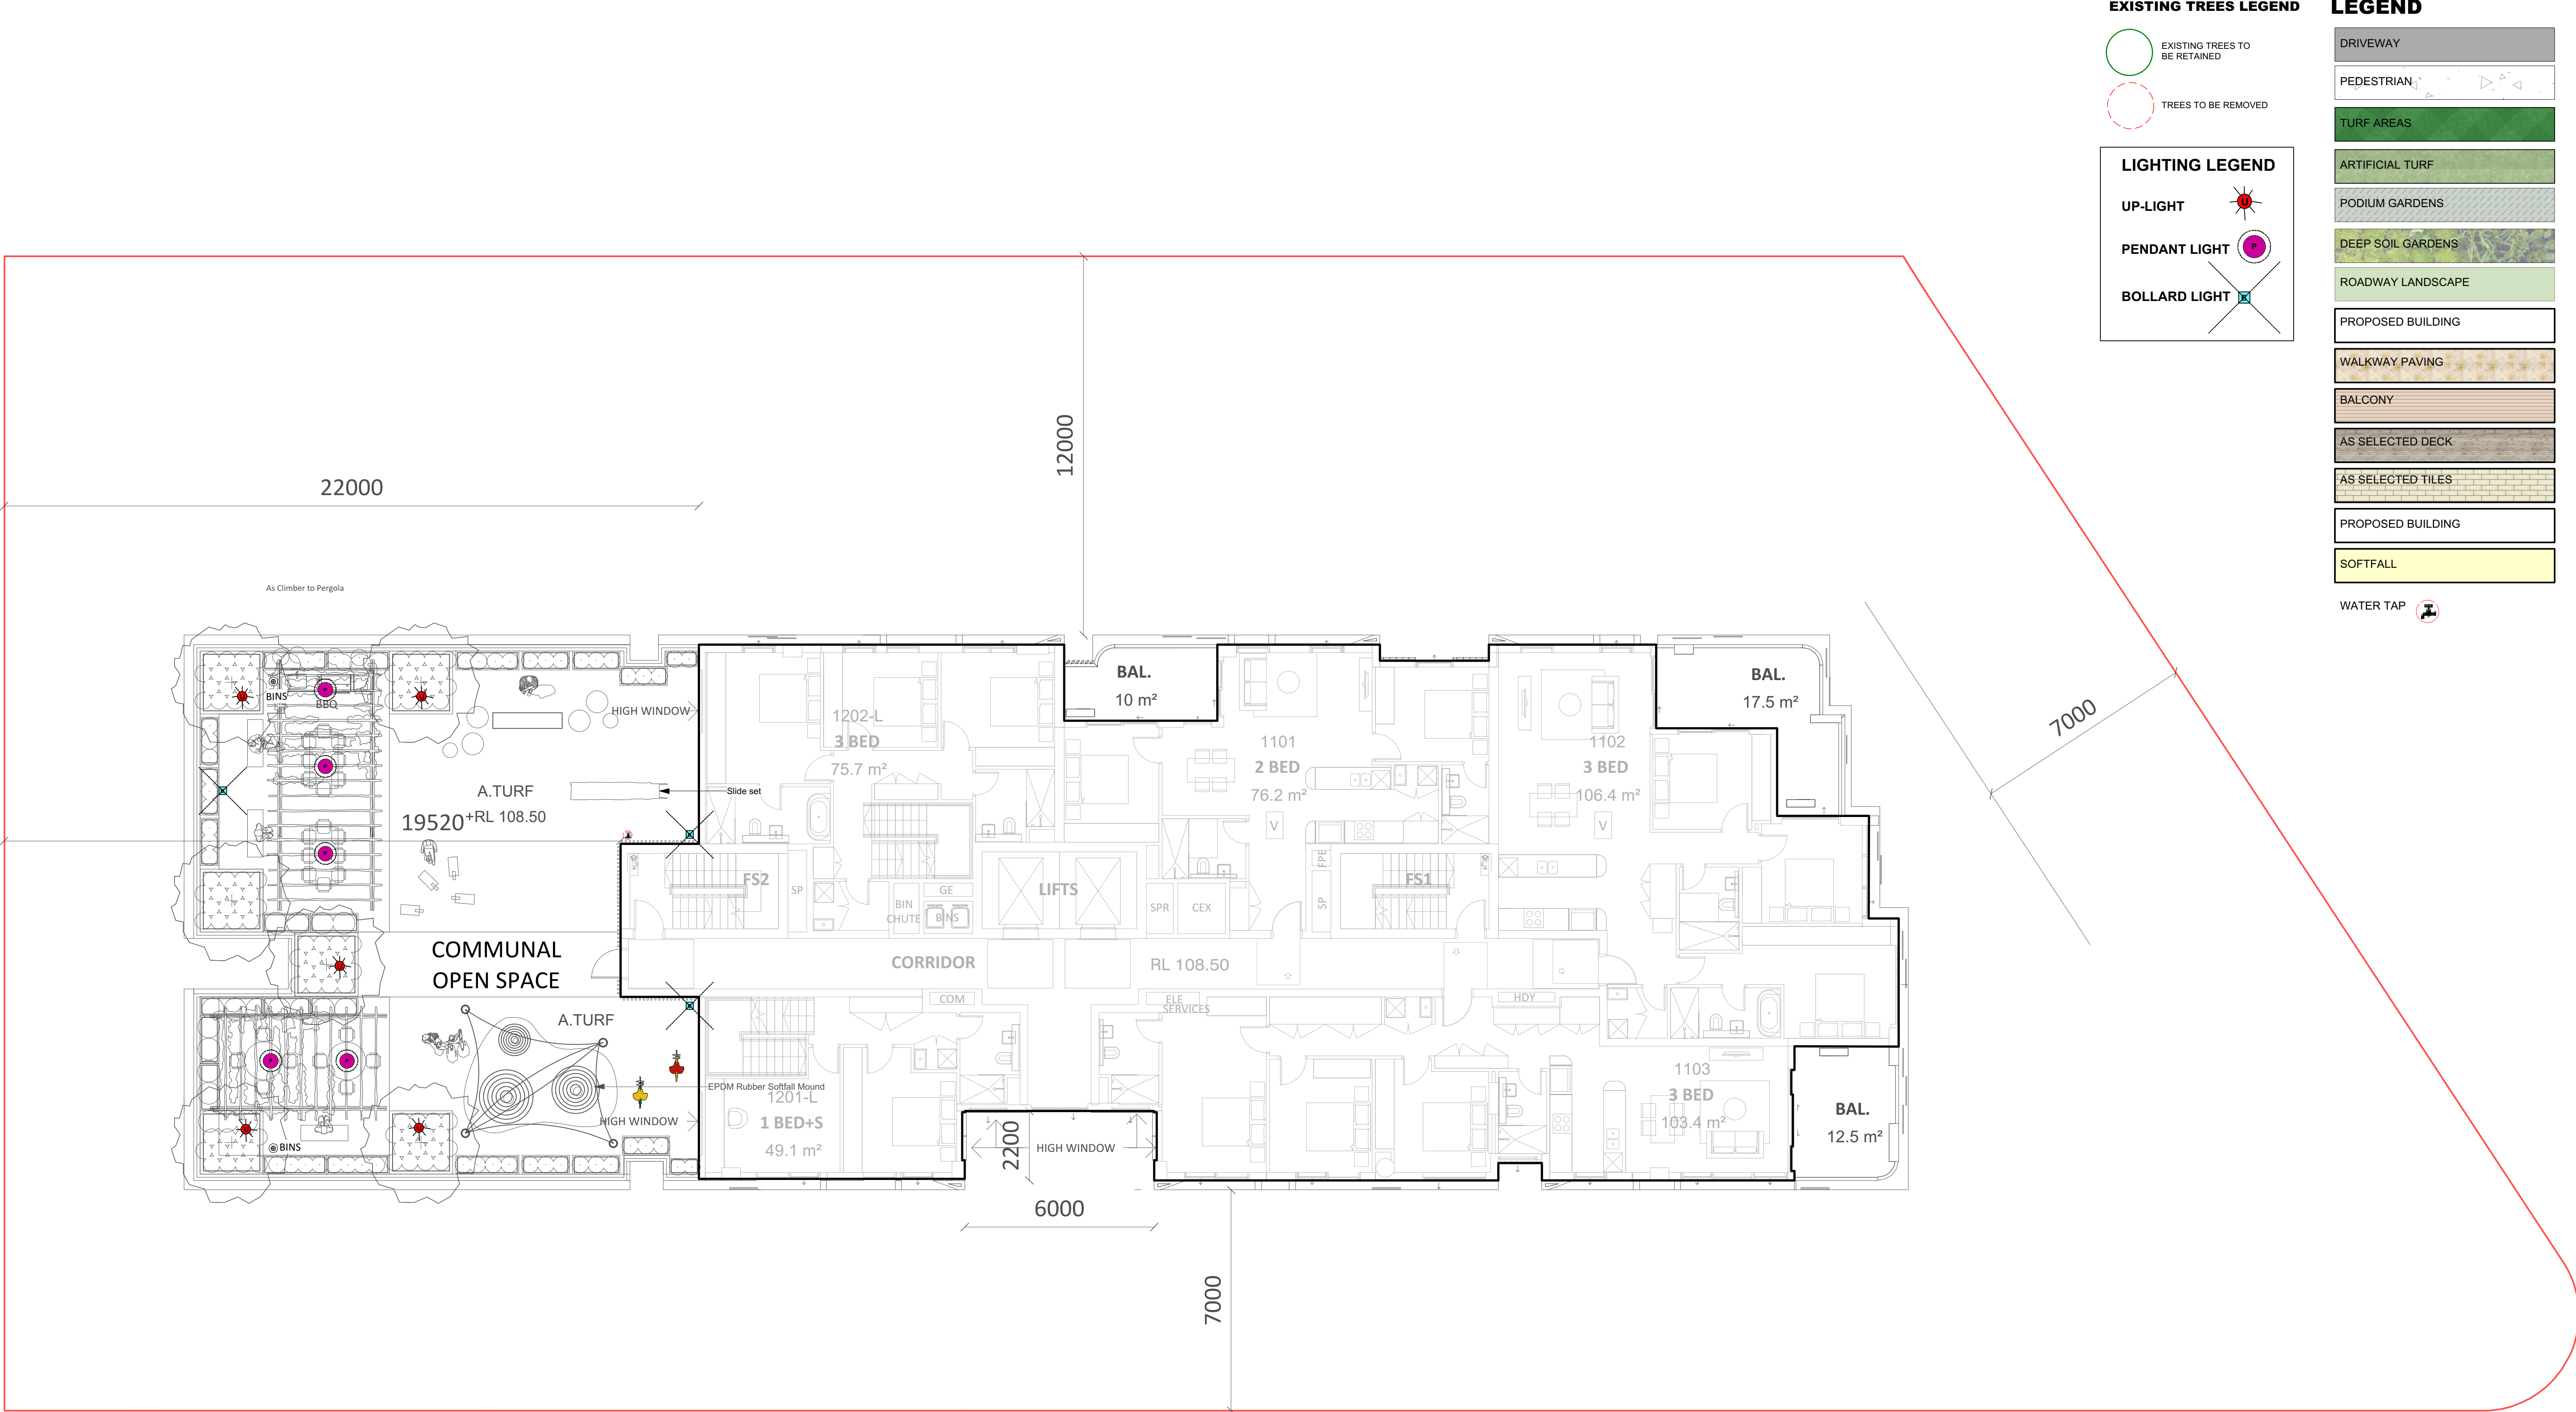 EXISTING TREES LEGEND
EXISTING TREES TO
BE RETAINED
TREES TO BE REMOVED
LIGHTING LEGEND
UP-LIGHT
U
PENDANT LIGHT
P
BOLLARD LIGHT
B
LEGEND
DRIVEWAY
PEDESTRIAN
TURF AREAS
ARTIFICIAL TURF
PODIUM GARDENS
DEEP SOIL GARDENS
ROADWAY LANDSCAPE
PROPOSED BUILDING
WALKWAY PAVING
BALCONY
AS SELECTED DECK
AS SELECTED TILES
PROPOSED BUILDING
SOFTFALL
WATER TAP
12000
22000
7000
As Climber to Pergola
BINS
BBQ
HIGH WINDOW
A.TURF
+RL 108.50
19520
Slide set
COMMUNAL
OPEN SPACE
A.TURF
EPDM Rubber Softfall Mound
HIGH WINDOW
BINS
1202-L
3 BED
75.7 m²
BAL.
10 m²
1101
2 BED
76.2 m²
V
1102
3 BED
106.4 m²
V
BAL.
17.5 m²
FS2
SP
BIN
CHUTE
GE
BINS
LIFTS
SPR
CEX
FPE
SP
FS1
CORRIDOR
RL 108.50
COM
ELE
SERVICES
HDY
1201-L
1 BED+S
49.1 m²
2200
HIGH WINDOW
6000
1103
3 BED
103.4 m²
BAL.
12.5 m²
7000